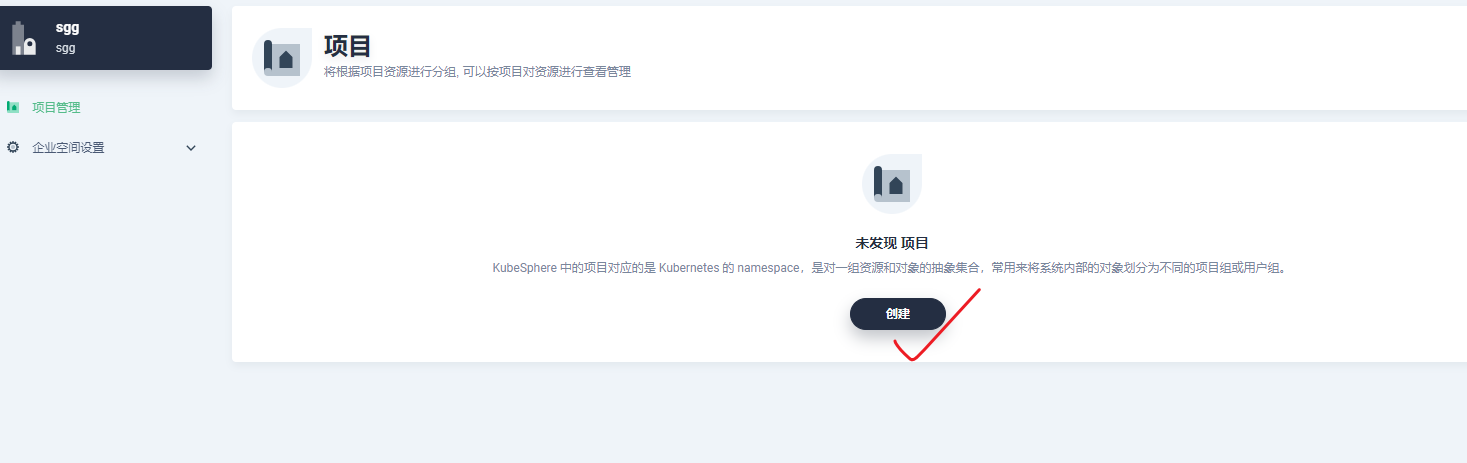 sgg
sgg
项目管理
企业空间设置
项目
将根据项目资源进行分组, 可以按项目对资源进行查看管理
未发现 项目
KubeSphere 中的项目对应的是 Kubernetes 的 namespace，是对一组资源和对象的抽象集合，常用来将系统内部的对象划分为不同的项目组或用户组。
创建